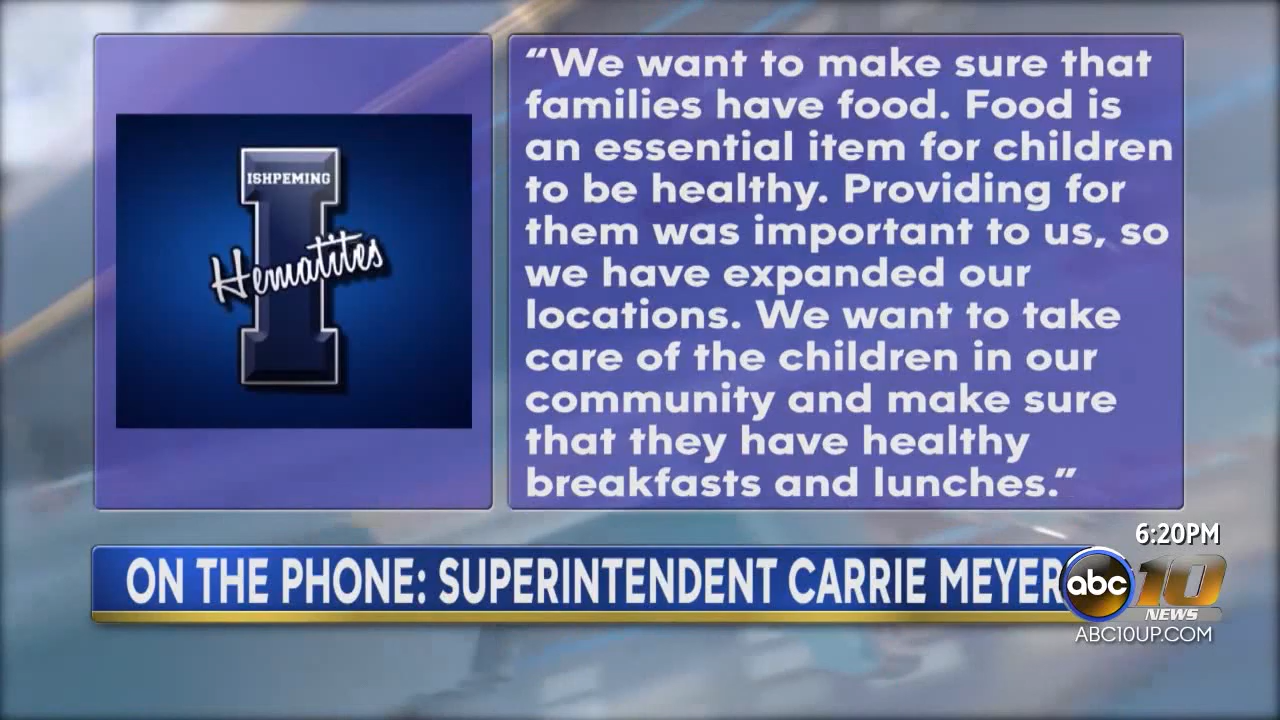 ISHPEMING
Hematites
“We want to make sure that
families have food. Food is
an essential item for children
to be healthy. Providing for
them was important to us, so
we have expanded our
locations. We want to take
care of the children in our
community and make sure
that they have healthy
breakfasts and lunches.”
6:20PM
ON THE PHONE: SUPERINTENDENT CARRIE MEYER
abc 10
NEWS
ABC10UP.COM